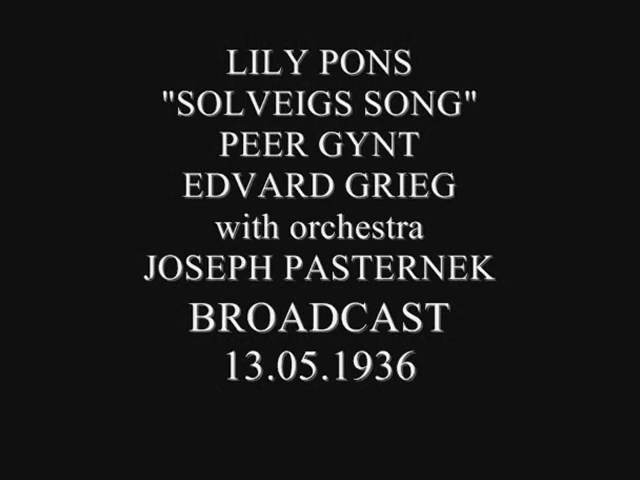 LILY PONS
"SOLVEIGS SONG"
PEER GYNT
EDVARD GRIEG
with orchestra
JOSEPH PASTERNEK
BROADCAST
13.05.1936